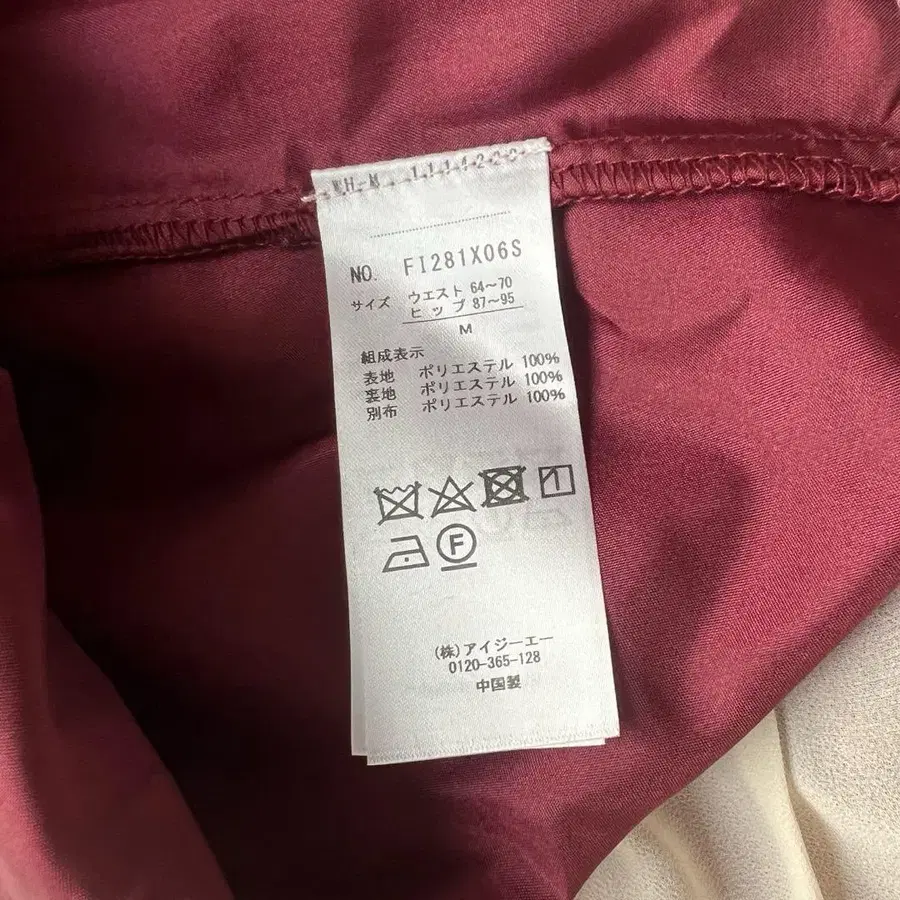 NO. FI281X06S
サイズ ウエスト 64〜70
ヒップ 87〜95
M
組成表示
表地 ポリエステル 100%
裏地 ポリエステル 100%
別布 ポリエステル 100%
F
(株)アイジーエー
0120-365-128
中国製